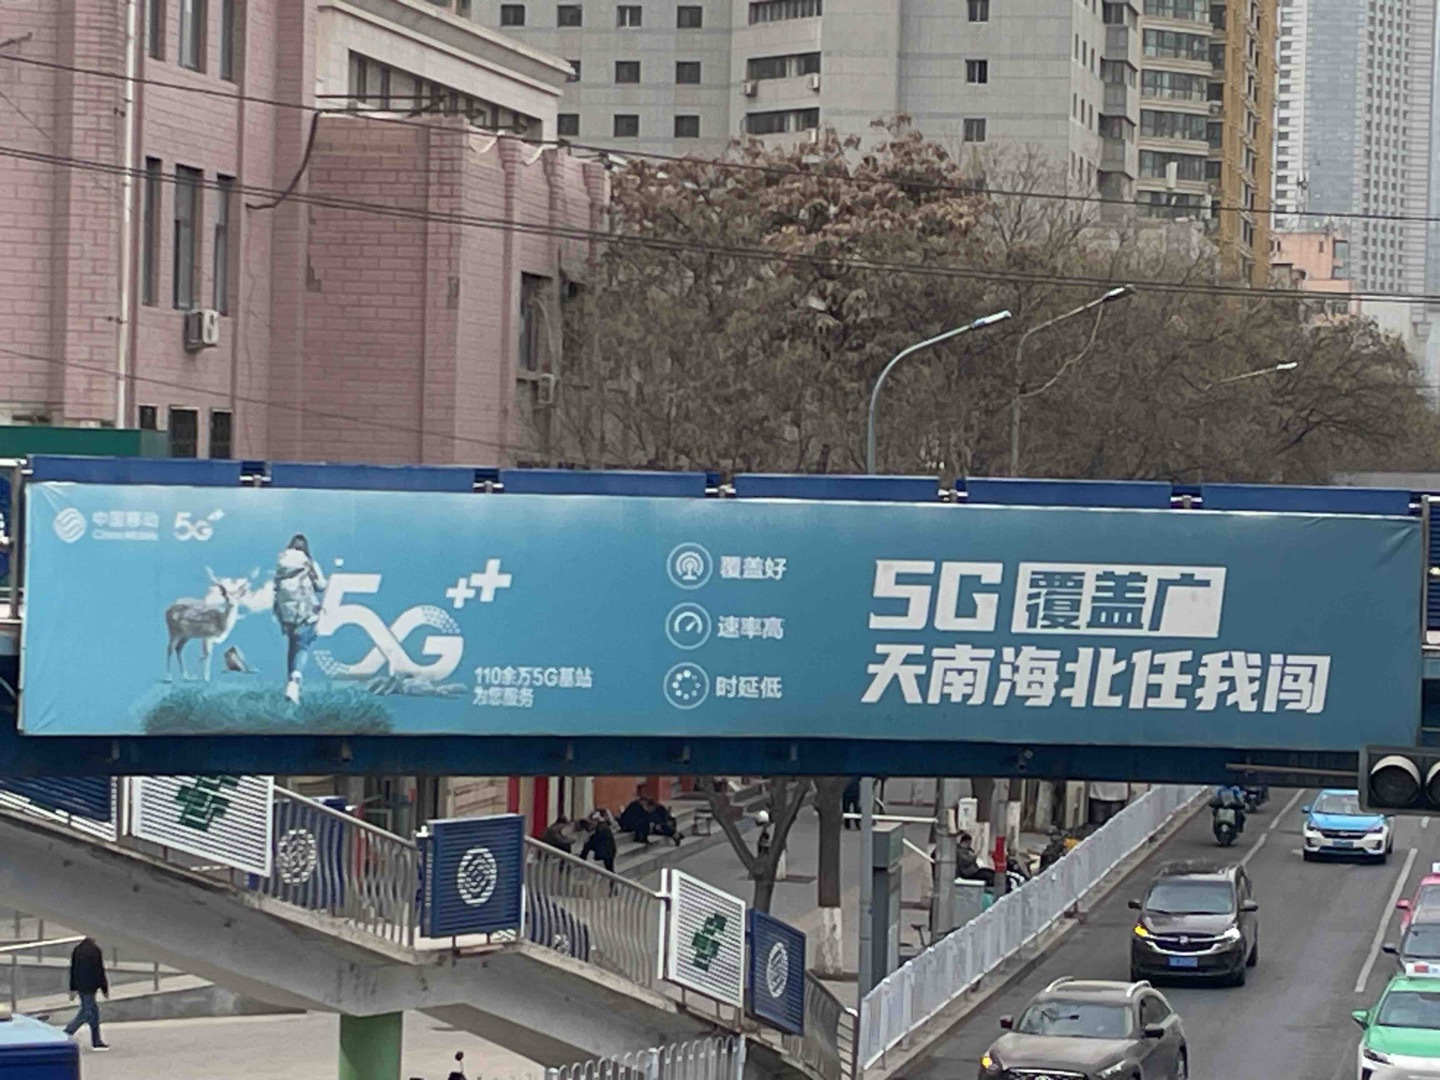 中国移动
China Mobile
5G++
5G++
110余万5G基站
为您服务
覆盖好
速率高
时延低
5G覆盖广
天南海北任我闯